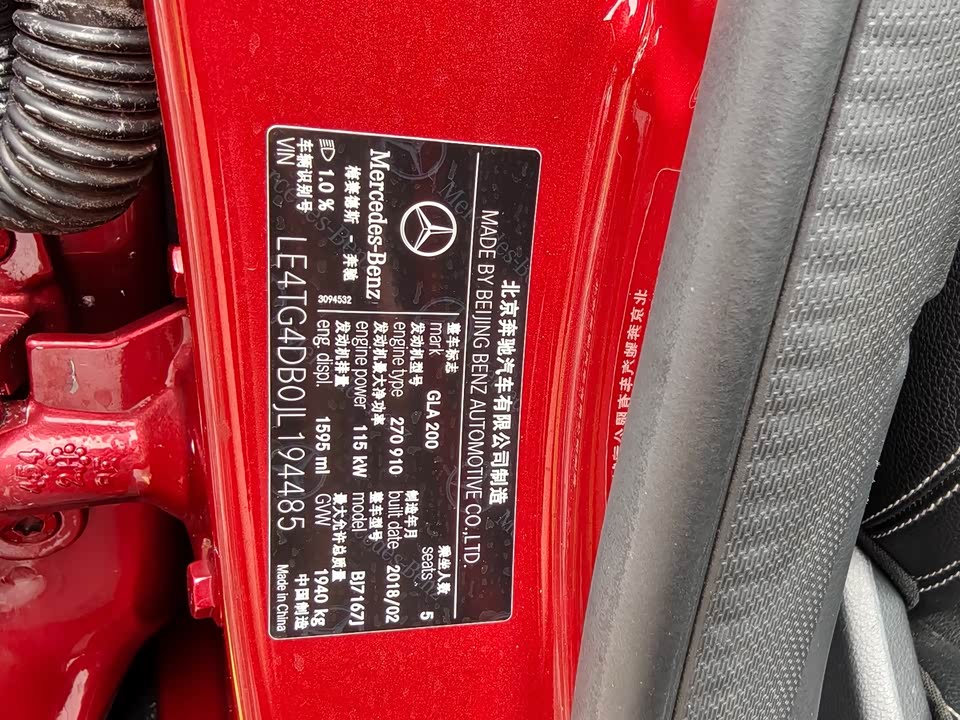 北京奔驰汽车有限公司制造
MADE BY BEIJING BENZ AUTOMOTIVE CO.,LTD.
Mercedes-Benz
梅赛德斯 - 奔驰
1.0 %
3094532
整车标志 乘坐人数
mark GLA 200 seats 5
发动机型号 制造年月
engine type 270 910 built date 2018/02
发动机最大净功率 整车型号
engine power 115 kW model BJ7167J
发动机排量 最大允许总质量
eng. displ. 1595 ml GVW 1940 kg
车辆识别号 中国制造
VIN LE4TG4DB0JL194485 Made in China